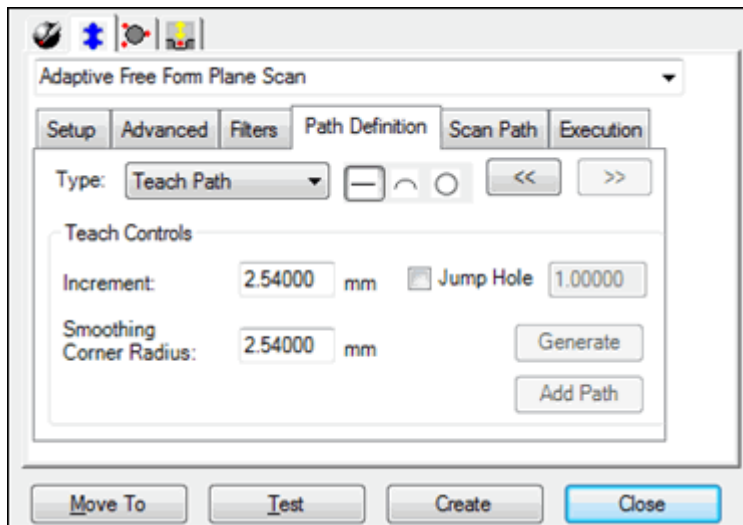 Adaptive Free Form Plane Scan
Setup Advanced Filters Path Definition Scan Path Execution
Type: Teach Path << >>
Teach Controls
Increment: 2.54000 mm Jump Hole 1.00000
Smoothing
Corner Radius: 2.54000 mm Generate
Add Path
Move To Test Create Close